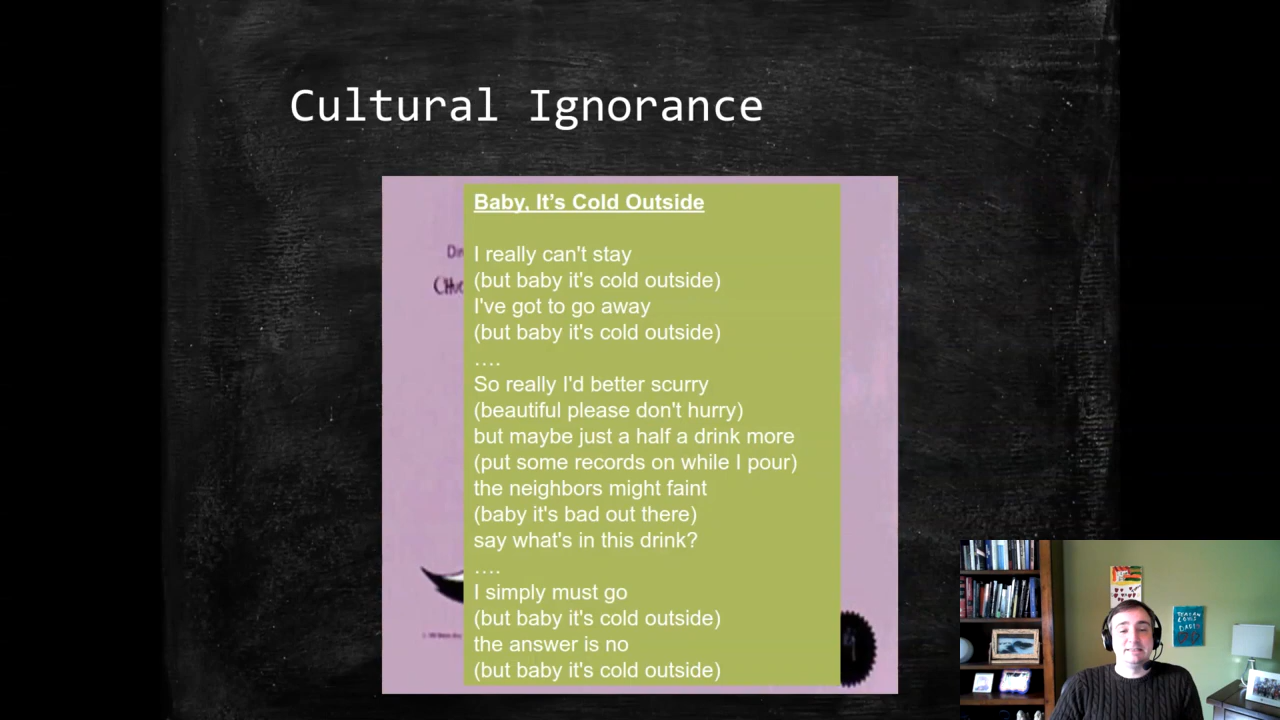 Cultural Ignorance
Baby, It's Cold Outside
I really can't stay
(but baby it's cold outside)
I've got to go away
(but baby it's cold outside)
....
So really I'd better scurry
(beautiful please don't hurry)
but maybe just a half a drink more
(put some records on while I pour)
the neighbors might faint
(baby it's bad out there)
say what's in this drink?
....
I simply must go
(but baby it's cold outside)
the answer is no
(but baby it's cold outside)